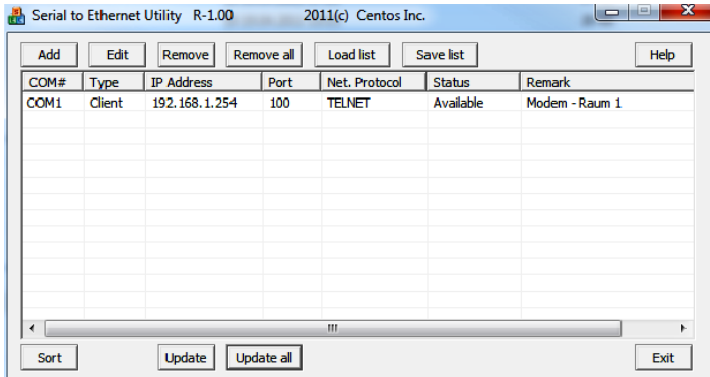 Serial to Ethernet Utility R-1.00 2011(c) Centos Inc.
Add Edit Remove Remove all Load list Save list Help
COM# Type IP Address Port Net. Protocol Status Remark
COM1 Client 192.168.1.254 100 TELNET Available Modem - Raum 1
Sort Update Update all Exit